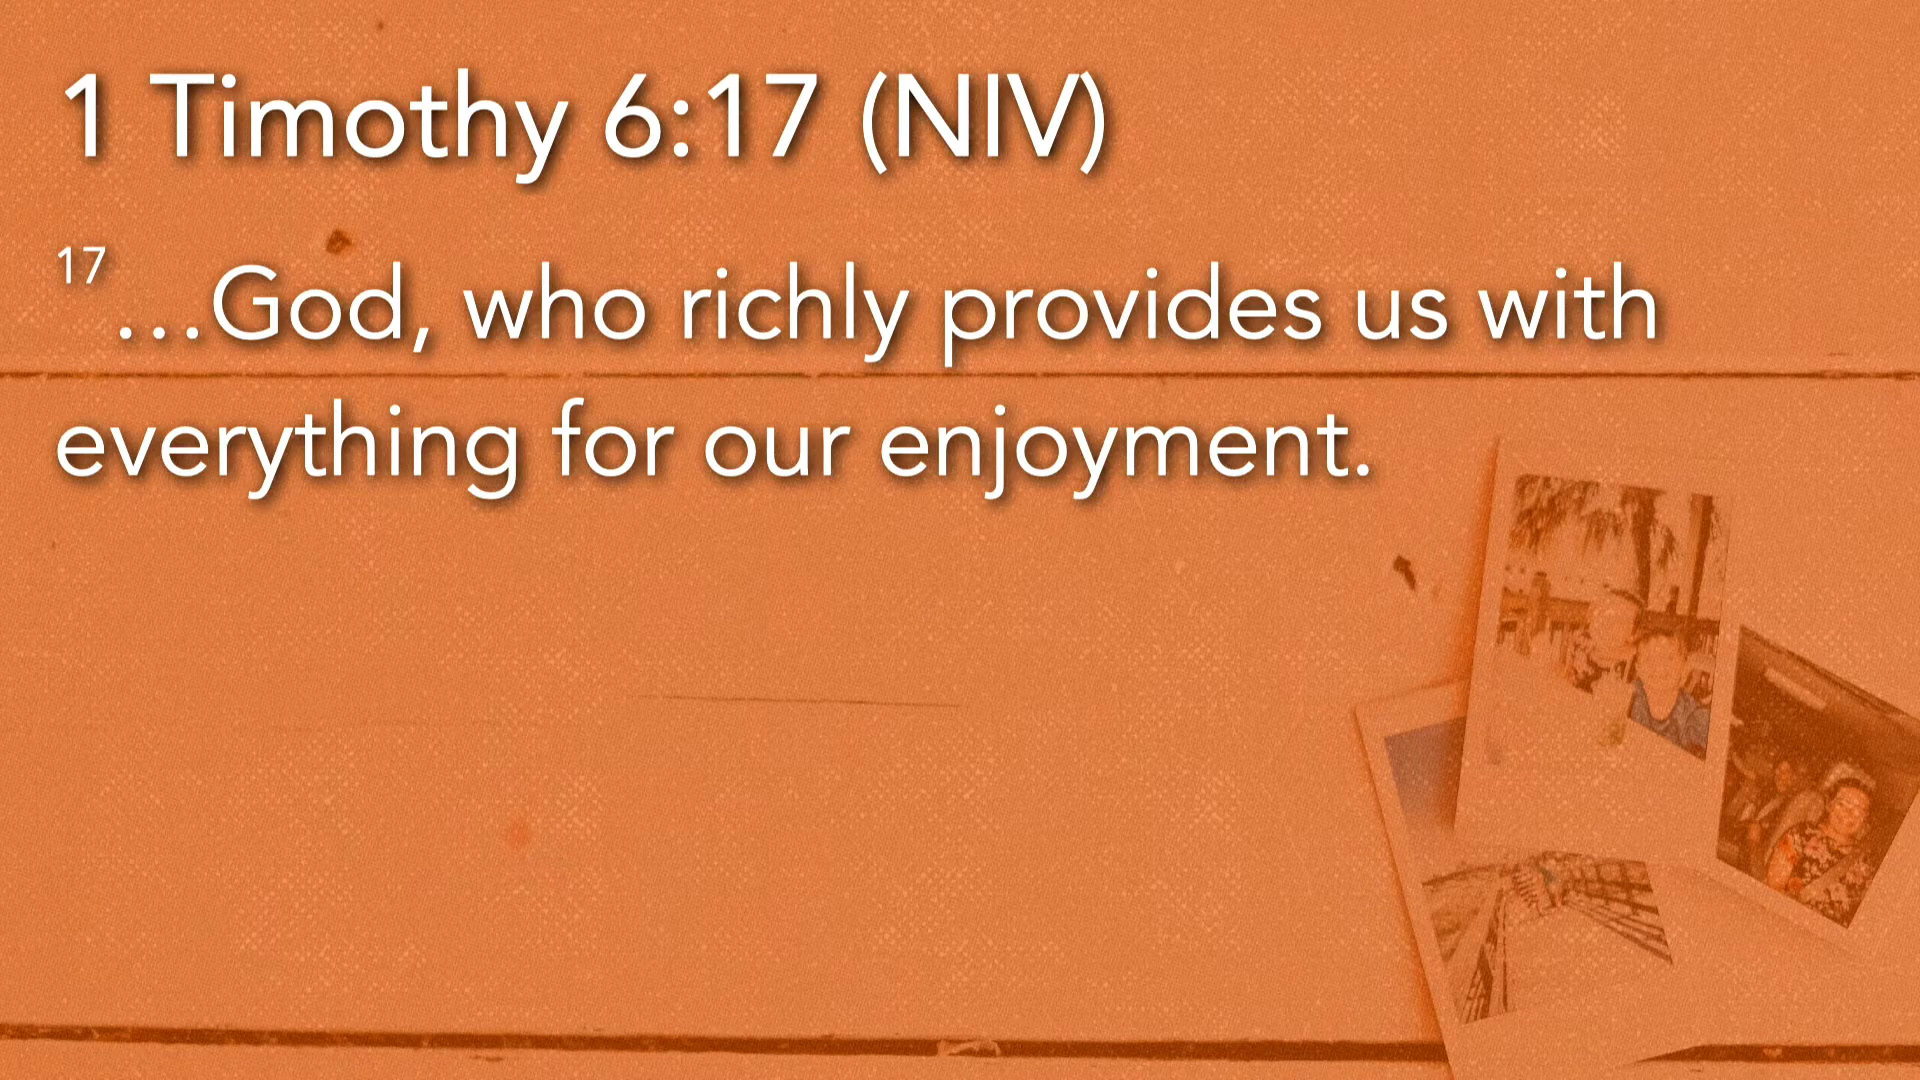 1 Timothy 6:17 (NIV)
17…God, who richly provides us with
everything for our enjoyment.